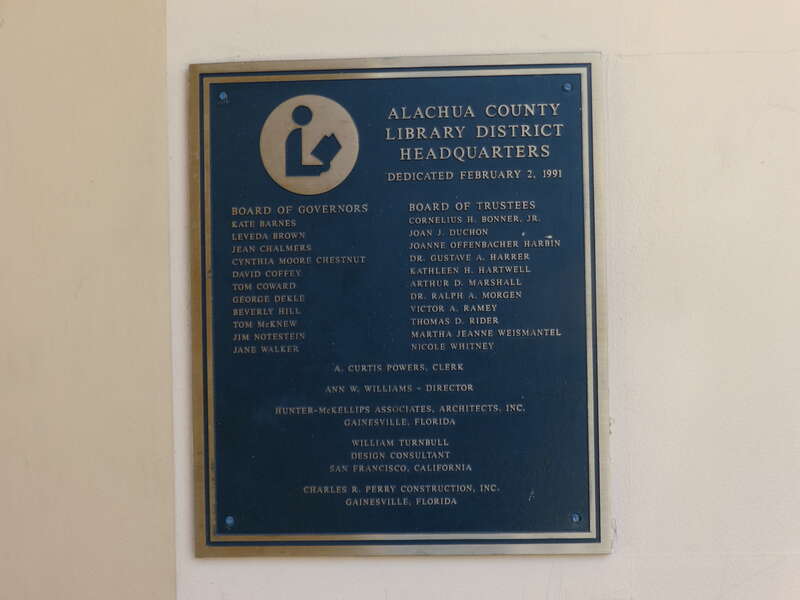 ALACHUA COUNTY
LIBRARY DISTRICT
HEADQUARTERS
DEDICATED FEBRUARY 2, 1991
BOARD OF GOVERNORS
KATE BARNES
LEVEDA BROWN
JEAN CHALMERS
CYNTHIA MOORE CHESTNUT
DAVID COFFEY
TOM COWARD
GEORGE DEKLE
BEVERLY HILL
TOM McKNEW
JIM NOTESTEIN
JANE WALKER
BOARD OF TRUSTEES
CORNELIUS H. BONNER, JR.
JOAN J. DUCHON
JOANNE OFFENBACHER HARBIN
DR. GUSTAVE A. HARRER
KATHLEEN H. HARTWELL
ARTHUR D. MARSHALL
DR. RALPH A. MORGEN
VICTOR A. RAMEY
THOMAS D. RIDER
MARTHA JEANNE WEISMANTEL
NICOLE WHITNEY
A. CURTIS POWERS, CLERK
ANN W. WILLIAMS - DIRECTOR
HUNTER-McKELLIPS ASSOCIATES, ARCHITECTS, INC.
GAINESVILLE, FLORIDA
WILLIAM TURNBULL
DESIGN CONSULTANT
SAN FRANCISCO, CALIFORNIA
CHARLES R. PERRY CONSTRUCTION, INC.
GAINESVILLE, FLORIDA